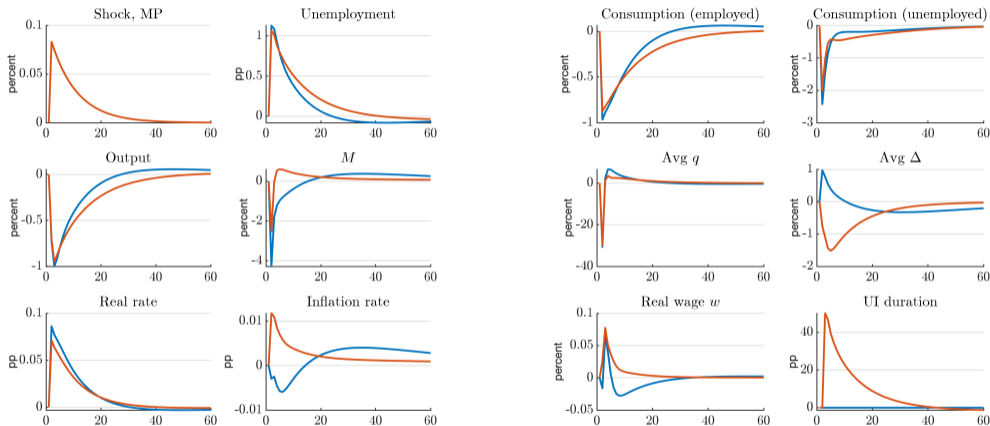 Shock, MP
percent
0.1
0.05
0
0 20 40 60
Unemployment
pp
1
0.5
0
0 20 40 60
Consumption (employed)
percent
0
-0.5
-1
0 20 40 60
Consumption (unemployed)
percent
0
-1
-2
-3
0 20 40 60
Output
percent
0
-0.5
-1
0 20 40 60
M
percent
0
-2
-4
0 20 40 60
Avg q
percent
0
-20
-40
0 20 40 60
Avg Δ
percent
1
0
-1
-2
0 20 40 60
Real rate
pp
0.1
0.05
0
0 20 40 60
Inflation rate
pp
0.01
0
-0.01
0 20 40 60
Real wage w
percent
0.1
0.05
0
-0.05
0 20 40 60
UI duration
pp
40
20
0
0 20 40 60